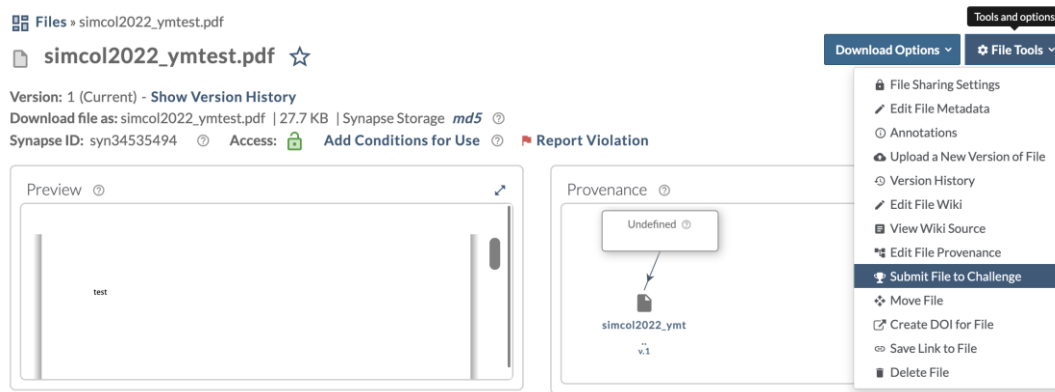 Files » simcol2022_ymtest.pdf
Tools and options
simcol2022_ymtest.pdf
Download Options
File Tools
Version: 1 (Current) - Show Version History
Download file as: simcol2022_ymtest.pdf | 27.7 KB | Synapse Storage md5
Synapse ID: syn34535494 Access: Add Conditions for Use Report Violation
Preview
test
Provenance
Undefined
simcol2022_ymt
..
v.1
File Sharing Settings
Edit File Metadata
Annotations
Upload a New Version of File
Version History
Edit File Wiki
View Wiki Source
Edit File Provenance
Submit File to Challenge
Move File
Create DOI for File
Save Link to File
Delete File